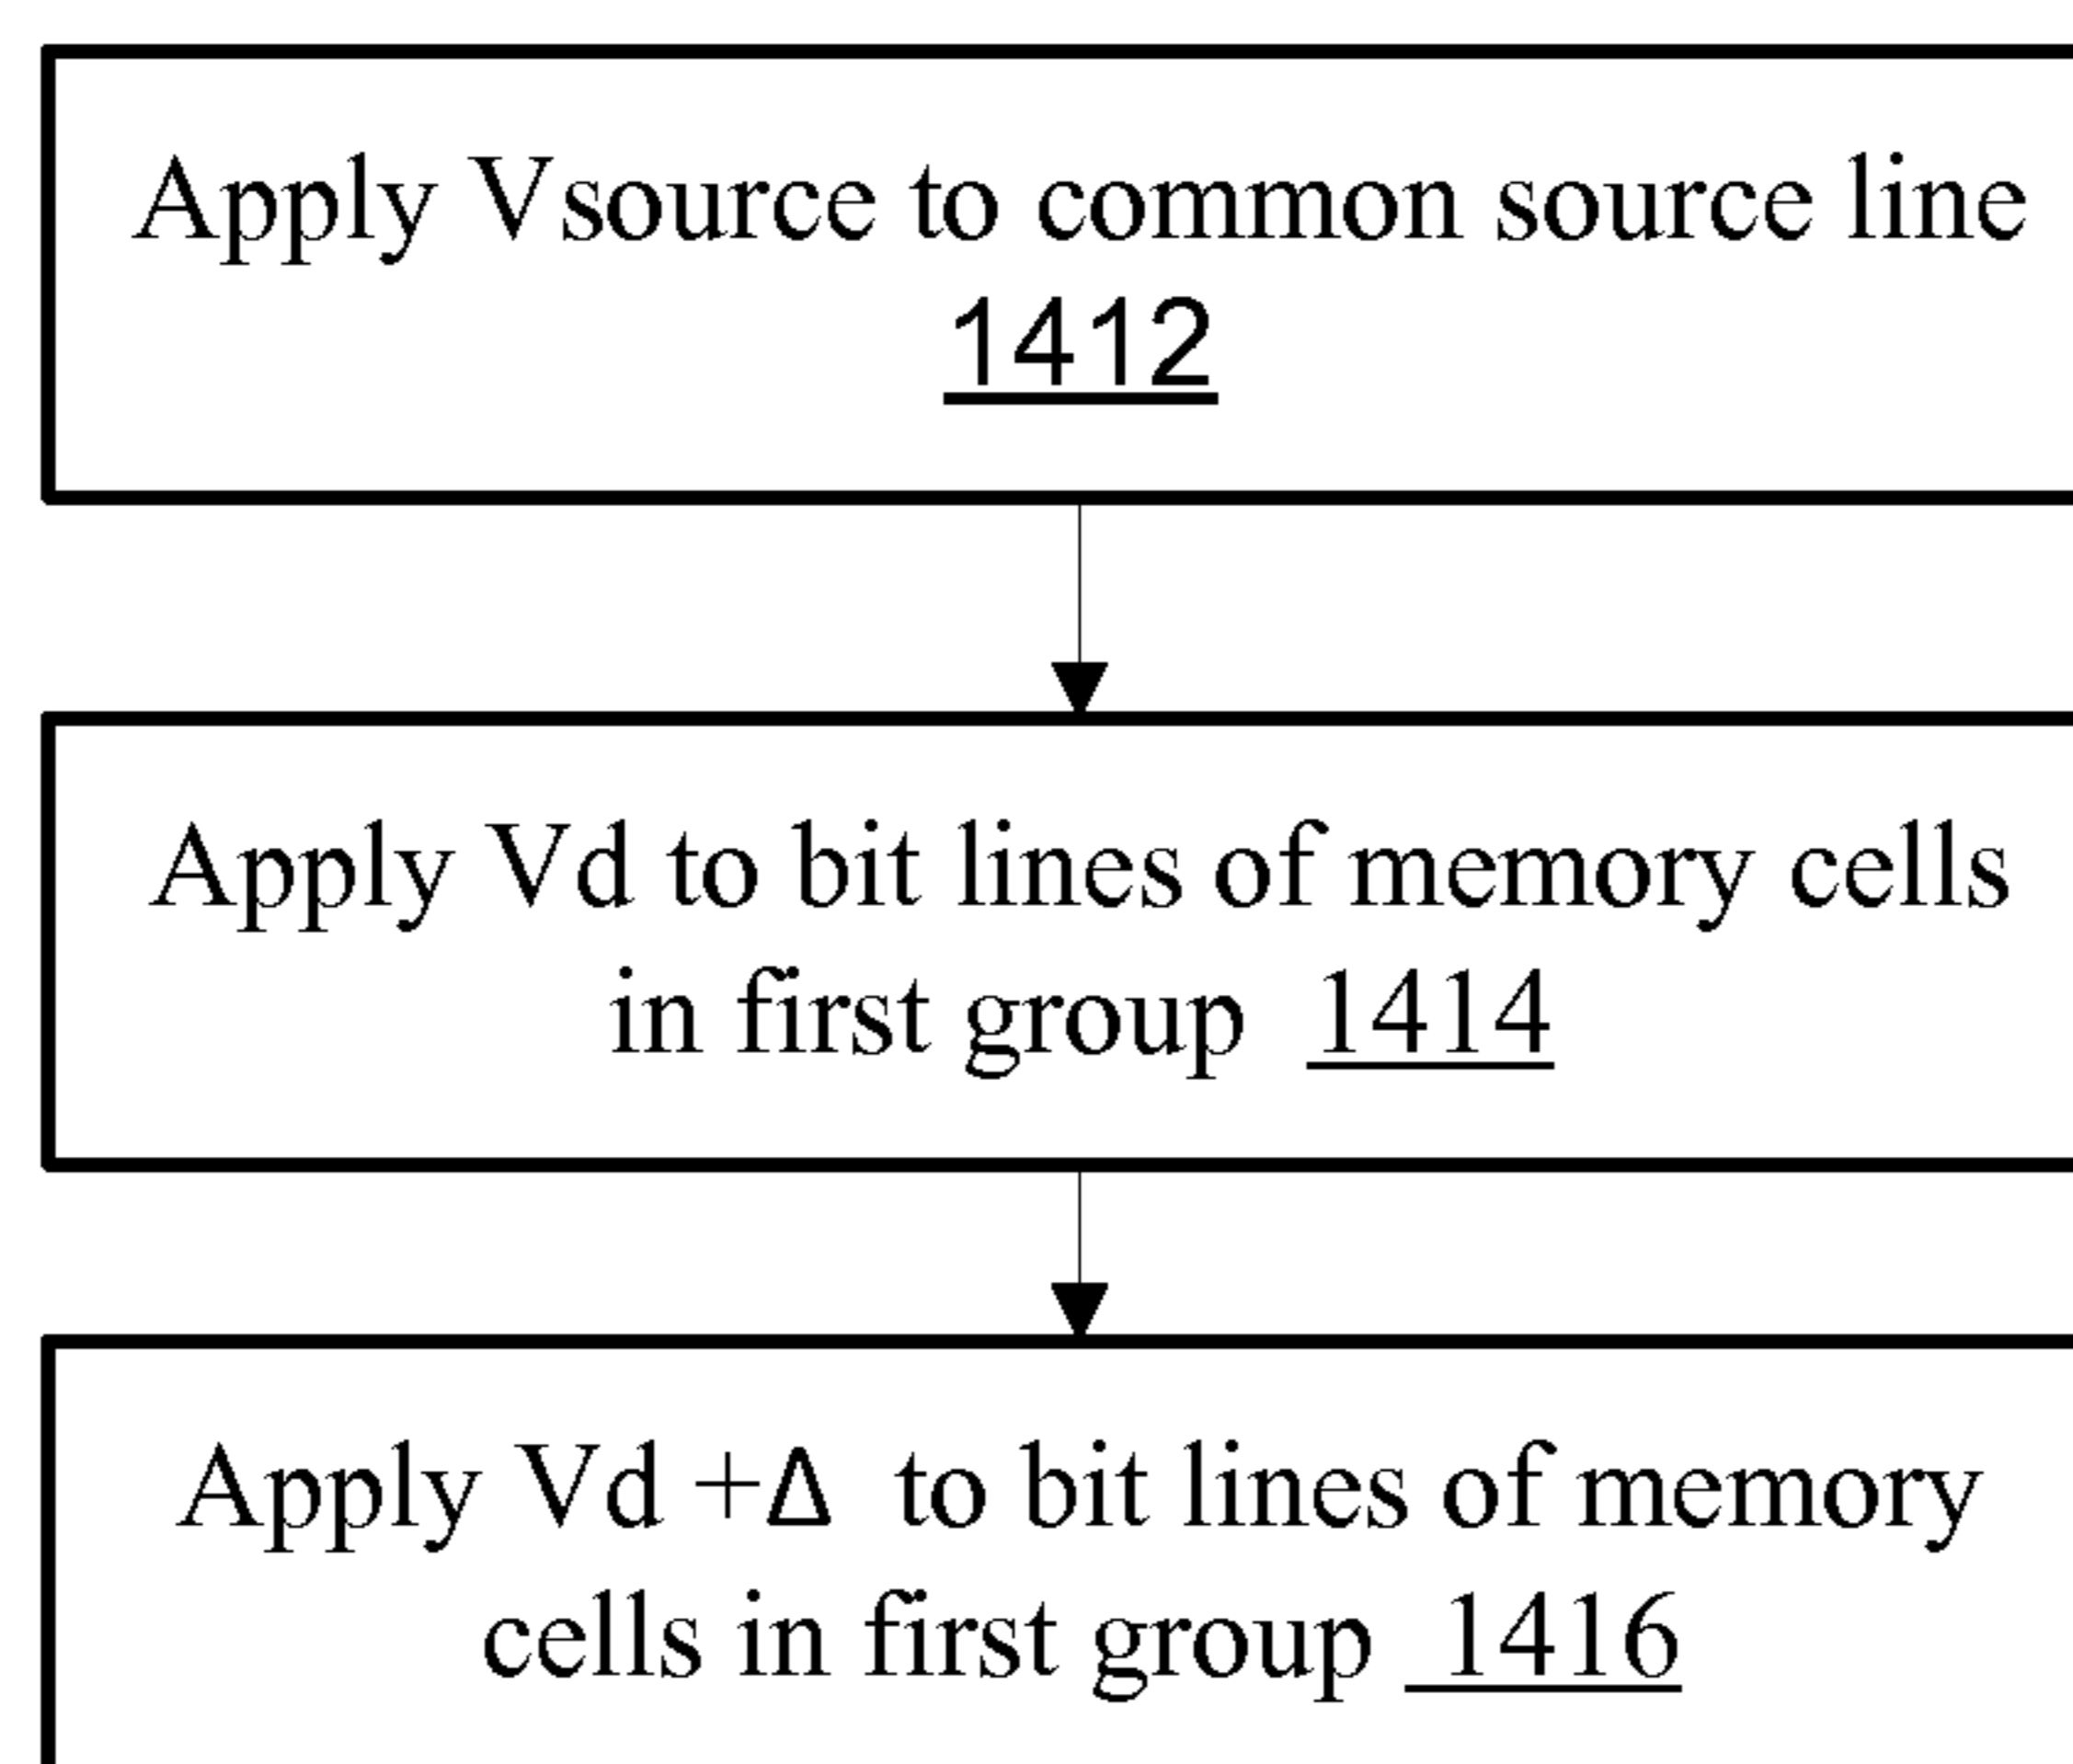 Apply Vsource to common source line
1412
Apply Vd to bit lines of memory cells
in first group 1414
Apply Vd +Δ to bit lines of memory
cells in first group 1416